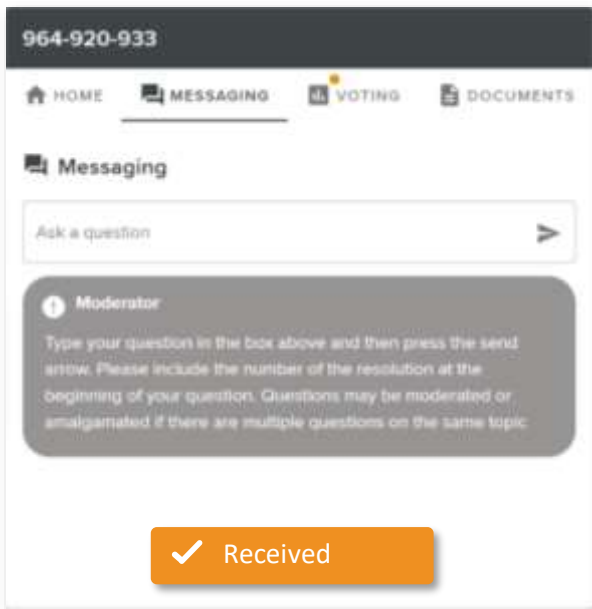 964-920-933
HOME MESSAGING VOTING DOCUMENTS
Messaging
Ask a question
Moderator
Type your question in the box above and then press the send
arrow. Please include the number of the resolution at the
beginning of your question. Questions may be moderated or
amalgamated if there are multiple questions on the same topic
Received